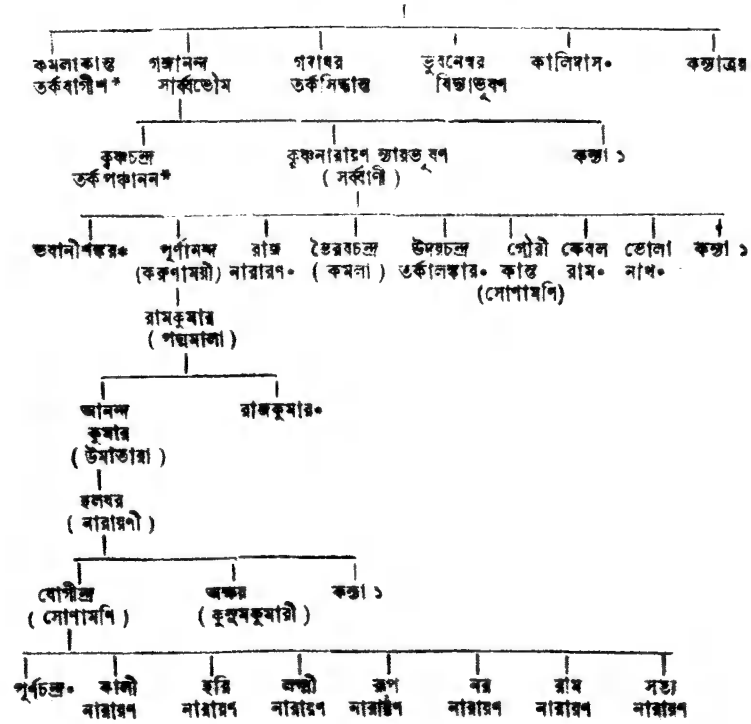 কমলাকান্ত গঙ্গানন্দ গঙ্গাধর ভুবনেশ্বর কালিদাস* কন্যাত্রয়
তর্কবাগীশ* সার্ব্বভৌম তর্কসিদ্ধান্ত বিদ্যাভূষণ
কৃষ্ণচন্দ্র কৃষ্ণনারায়ণ ন্যায়ভূষণ কন্যা ১
তর্ক পঞ্চানন* ( সর্ব্বাণী )
ভবানীশঙ্কর* পূর্ণানন্দ রাজ ভৈরবচন্দ্র উদয়চন্দ্র গৌরী কেবল ভোলা কন্যা ১
(করুণাময়ী) নারায়ণ* ( কমলা ) তর্কালঙ্কার* কান্ত রাম* নাথ*
(সোণামণি)
রামকুমার
( পদ্মমালা )
আনন্দ রাজকুমার*
কুমার
( উমাতারা )
হলধর
( নারায়ণী )
যোগীন্দ্র অক্ষয় কন্যা ১
( সোণামণি ) ( কুসুমকুমারী )
পূর্ণচন্দ্র* কালী হরি লক্ষ্মী রূপ নর রাম সত্য
নারায়ণ নারায়ণ নারায়ণ নারায়ণ নারায়ণ নারায়ণ নারায়ণ